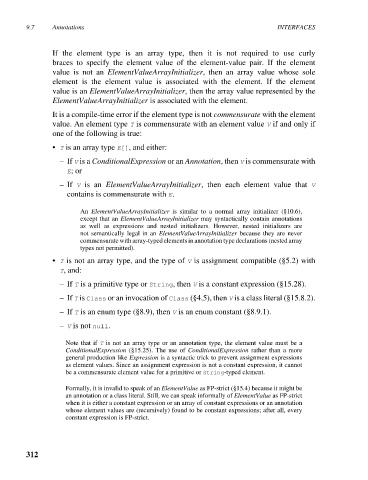 9.7 Annotations INTERFACES
If the element type is an array type, then it is not required to use curly
braces to specify the element value of the element-value pair. If the element
value is not an ElementValueArrayInitializer, then an array value whose sole
element is the element value is associated with the element. If the element
value is an ElementValueArrayInitializer, then the array value represented by the
ElementValueArrayInitializer is associated with the element.
It is a compile-time error if the element type is not commensurate with the element
value. An element type T is commensurate with an element value V if and only if
one of the following is true:
• T is an array type E[], and either:
– If V is a ConditionalExpression or an Annotation, then V is commensurate with
E; or
– If V is an ElementValueArrayInitializer, then each element value that V
contains is commensurate with E.
An ElementValueArrayInitializer is similar to a normal array initializer (§10.6),
except that an ElementValueArrayInitializer may syntactically contain annotations
as well as expressions and nested initializers. However, nested initializers are
not semantically legal in an ElementValueArrayInitializer because they are never
commensurate with array-typed elements in annotation type declarations (nested array
types not permitted).
• T is not an array type, and the type of V is assignment compatible (§5.2) with
T, and:
– If T is a primitive type or String, then V is a constant expression (§15.28).
– If T is Class or an invocation of Class (§4.5), then V is a class literal (§15.8.2).
– If T is an enum type (§8.9), then V is an enum constant (§8.9.1).
– V is not null.
Note that if T is not an array type or an annotation type, the element value must be a
ConditionalExpression (§15.25). The use of ConditionalExpression rather than a more
general production like Expression is a syntactic trick to prevent assignment expressions
as element values. Since an assignment expression is not a constant expression, it cannot
be a commensurate element value for a primitive or String-typed element.
Formally, it is invalid to speak of an ElementValue as FP-strict (§15.4) because it might be
an annotation or a class literal. Still, we can speak informally of ElementValue as FP-strict
when it is either a constant expression or an array of constant expressions or an annotation
whose element values are (recursively) found to be constant expressions; after all, every
constant expression is FP-strict.
312